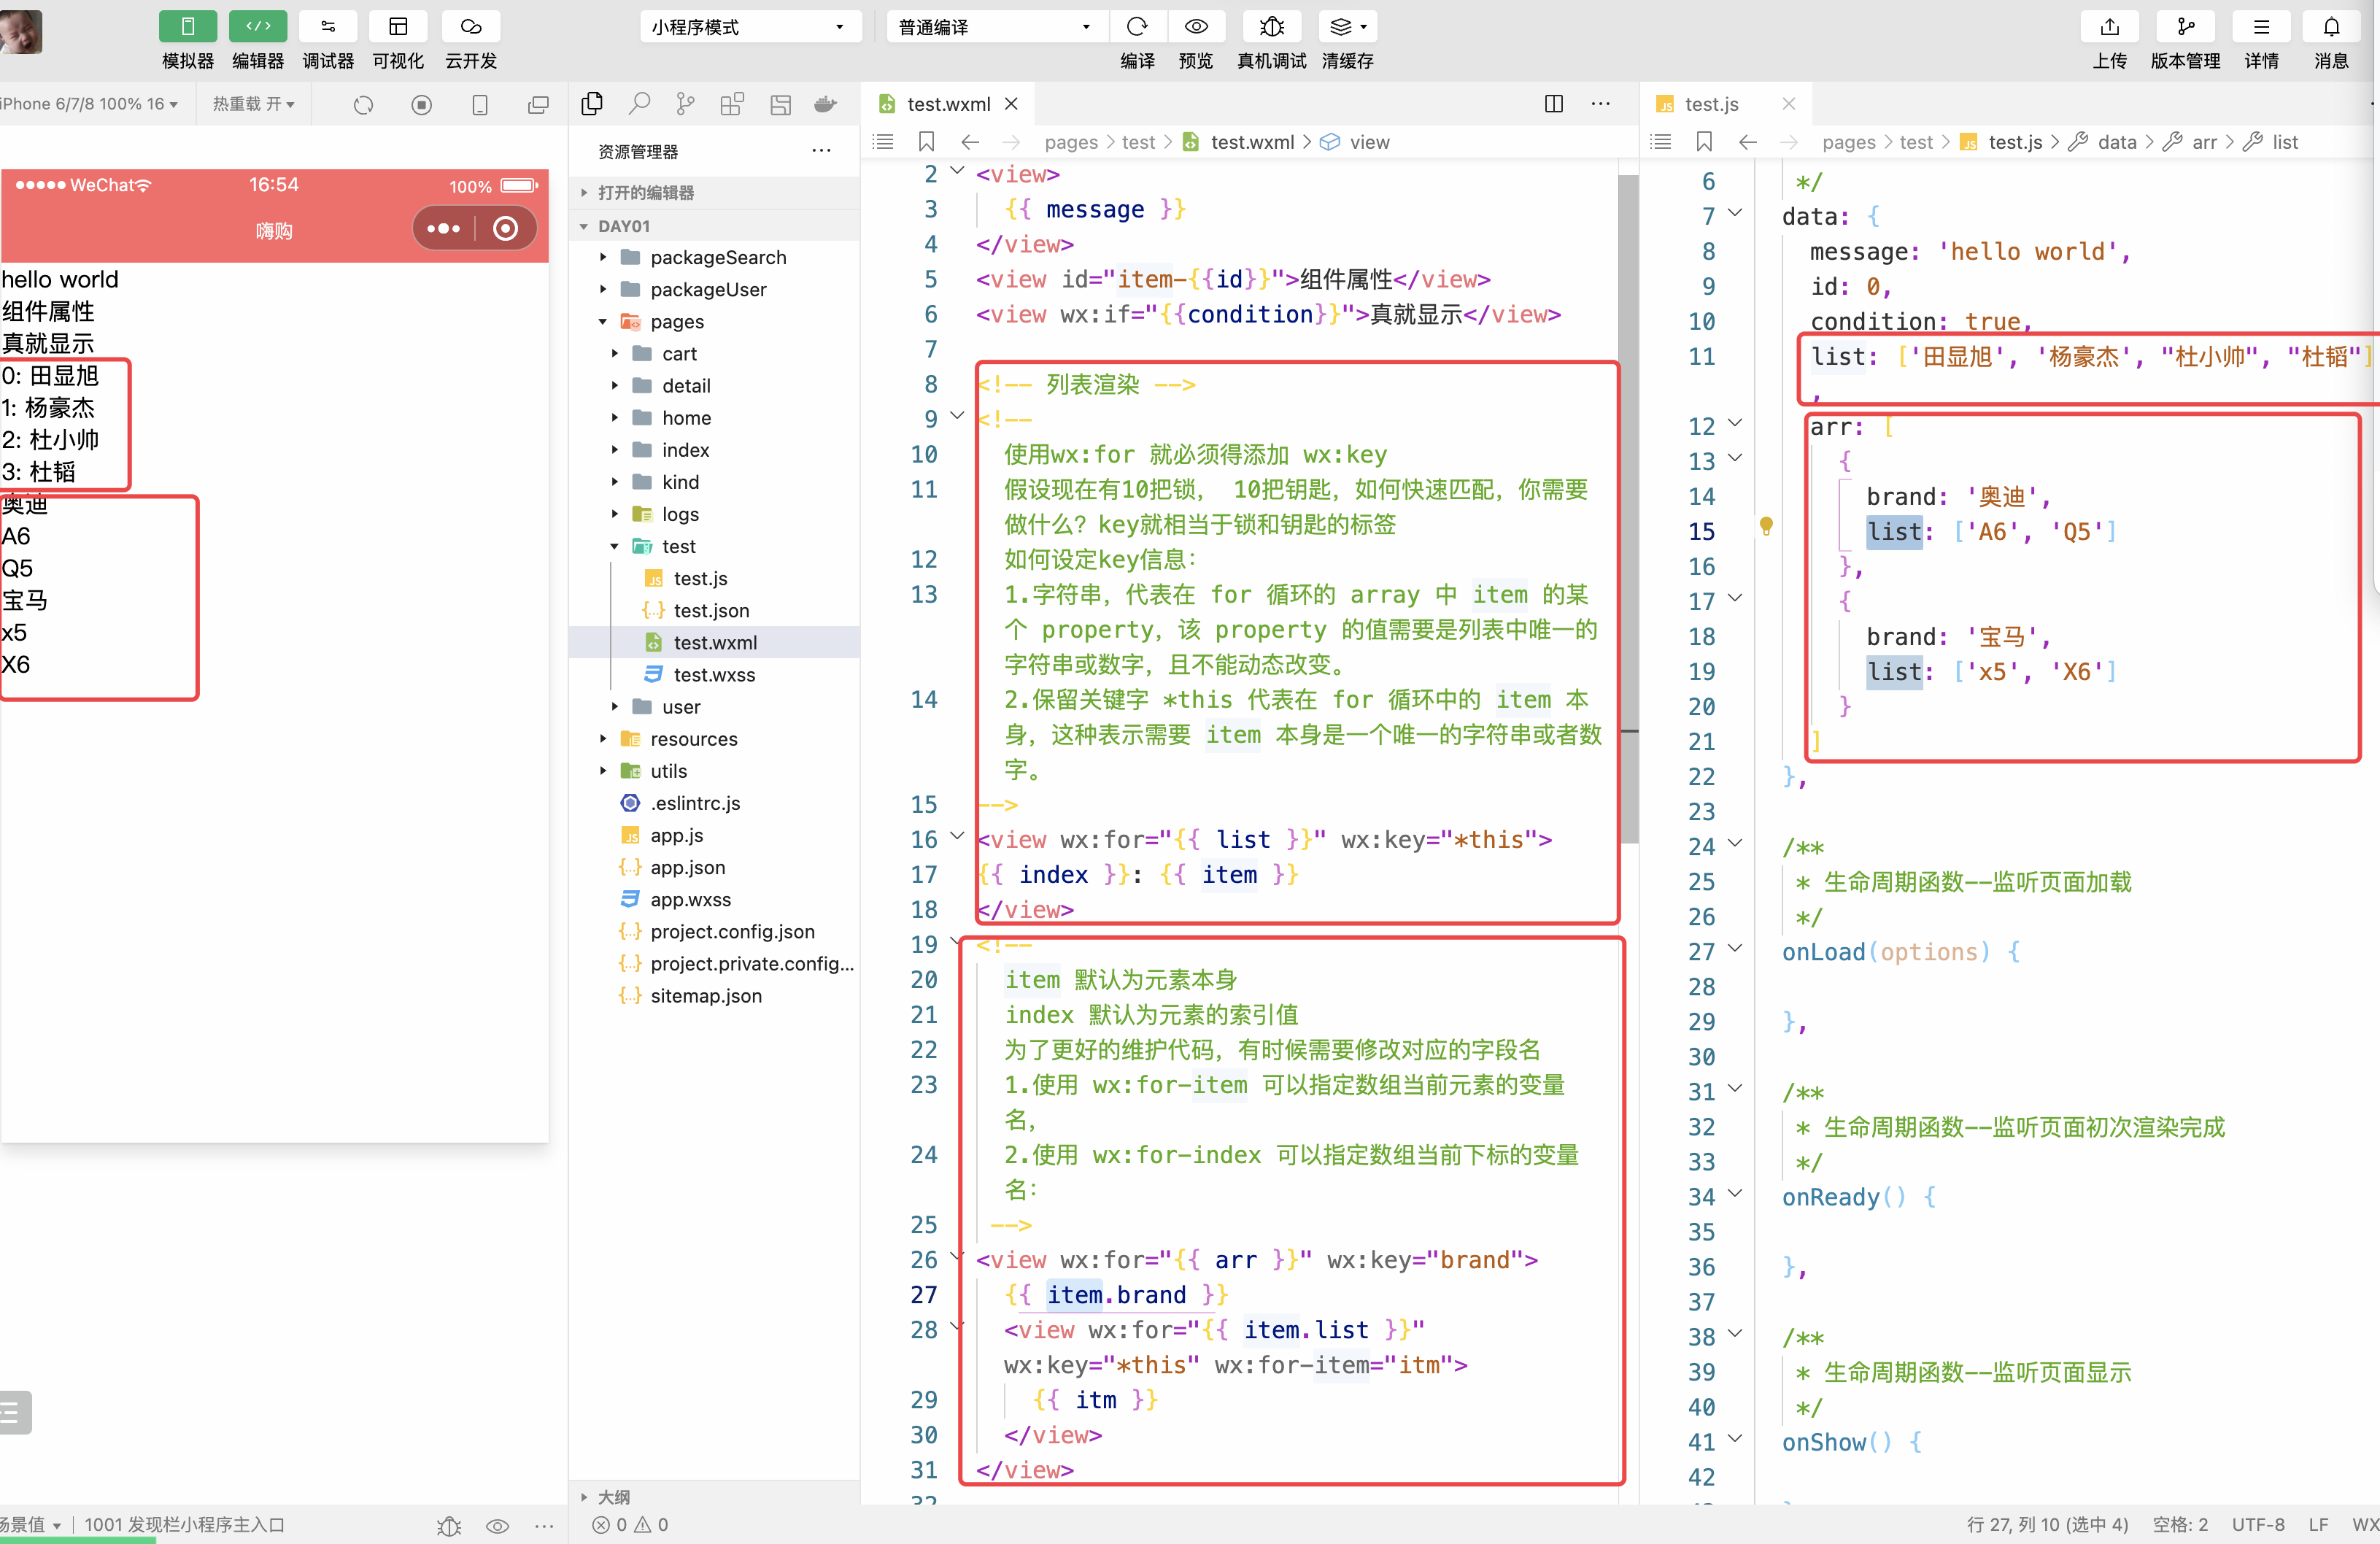 模拟器 编辑器 调试器 可视化 云开发
小程序模式 普通编译
编译 预览 真机调试 清缓存
上传 版本管理 详情 消息
iPhone 6/7/8 100% 16 热重载 开
WeChat 16:54 100%
嗨购
hello world
组件属性
真就显示
0: 田显旭
1: 杨豪杰
2: 杜小帅
3: 杜韬
奥迪
A6
Q5
宝马
x5
X6
场景值 1001 发现栏小程序主入口
资源管理器
打开的编辑器
DAY01
packageSearch
packageUser
pages
cart
detail
home
index
kind
logs
test
test.js
test.json
test.wxml
test.wxss
user
resources
utils
.eslintrc.js
app.js
app.json
app.wxss
project.config.json
project.private.config...
sitemap.json
大纲
0 0
test.wxml
pages > test > test.wxml > view
2 <view>
3 {{ message }}
4 </view>
5 <view id="item-{{id}}">组件属性</view>
6 <view wx:if="{{condition}}">真就显示</view>
7
8 <!-- 列表渲染 -->
9 <!--
10 使用wx:for 就必须得添加 wx:key
11 假设现在有10把锁， 10把钥匙，如何快速匹配，你需要
做什么？key就相当于锁和钥匙的标签
12 如何设定key信息：
13 1.字符串，代表在 for 循环的 array 中 item 的某
个 property，该 property 的值需要是列表中唯一的
字符串或数字，且不能动态改变。
14 2.保留关键字 *this 代表在 for 循环中的 item 本
身，这种表示需要 item 本身是一个唯一的字符串或者数
字。
15 -->
16 <view wx:for="{{ list }}" wx:key="*this">
17 {{ index }}: {{ item }}
18 </view>
19 <!--
20 item 默认为元素本身
21 index 默认为元素的索引值
22 为了更好的维护代码，有时候需要修改对应的字段名
23 1.使用 wx:for-item 可以指定数组当前元素的变量
名，
24 2.使用 wx:for-index 可以指定数组当前下标的变量
名：
25 -->
26 <view wx:for="{{ arr }}" wx:key="brand">
27 {{ item.brand }}
28 <view wx:for="{{ item.list }}"
wx:key="*this" wx:for-item="itm">
29 {{ itm }}
30 </view>
31 </view>
32
test.js
pages > test > test.js > data > arr > list
6 */
7 data: {
8 message: 'hello world',
9 id: 0,
10 condition: true,
11 list: ['田显旭', '杨豪杰', "杜小帅", "杜韬"]
,
12 arr: [
13 {
14 brand: '奥迪',
15 list: ['A6', 'Q5']
16 },
17 {
18 brand: '宝马',
19 list: ['x5', 'X6']
20 }
21 ]
22 },
23
24 /**
25 * 生命周期函数--监听页面加载
26 */
27 onLoad(options) {
28
29 },
30
31 /**
32 * 生命周期函数--监听页面初次渲染完成
33 */
34 onReady() {
35
36 },
37
38 /**
39 * 生命周期函数--监听页面显示
40 */
41 onShow() {
42
行 27, 列 10 (选中 4) 空格: 2 UTF-8 LF WX